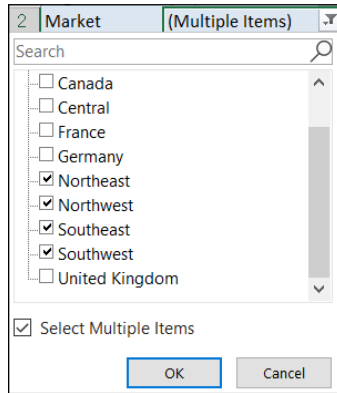 2 Market (Multiple Items)
Search
Canada
Central
France
Germany
Northeast
Northwest
Southeast
Southwest
United Kingdom
Select Multiple Items
OK Cancel